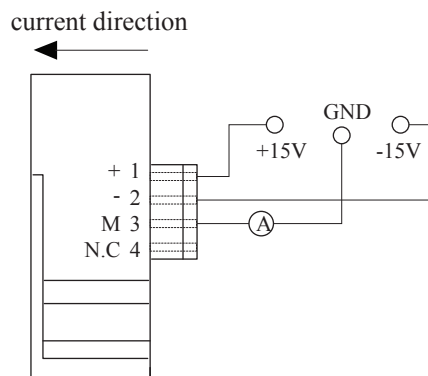 current direction
GND
+15V
-15V
+ 1
- 2
M 3
N.C 4
A